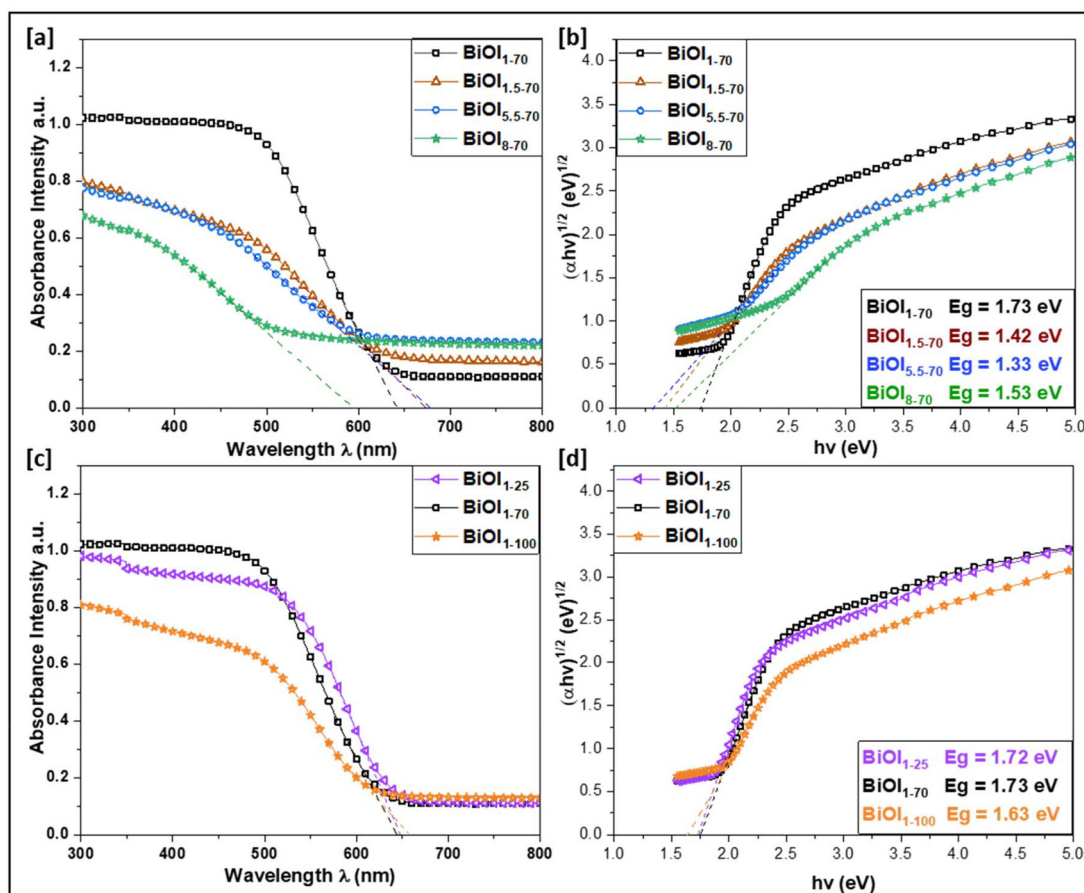 [a]
BiOI1-70
BiOI1.5-70
BiOI5.5-70
BiOI8-70
Absorbance Intensity a.u.
1.2
1.0
0.8
0.6
0.4
0.2
0.0
300 400 500 600 700 800
Wavelength λ (nm)
[b]
BiOI1-70
BiOI1.5-70
BiOI5.5-70
BiOI8-70
(αhν)1/2 (eV)1/2
4.0
3.5
3.0
2.5
2.0
1.5
1.0
0.5
0.0
BiOI1-70 Eg = 1.73 eV
BiOI1.5-70 Eg = 1.42 eV
BiOI5.5-70 Eg = 1.33 eV
BiOI8-70 Eg = 1.53 eV
1.0 1.5 2.0 2.5 3.0 3.5 4.0 4.5 5.0
hν (eV)
[c]
BiOI1-25
BiOI1-70
BiOI1-100
Absorbance Intensity a.u.
1.2
1.0
0.8
0.6
0.4
0.2
0.0
300 400 500 600 700 800
Wavelength λ (nm)
[d]
BiOI1-25
BiOI1-70
BiOI1-100
(αhν)1/2 (eV)1/2
4.0
3.5
3.0
2.5
2.0
1.5
1.0
0.5
0.0
BiOI1-25 Eg = 1.72 eV
BiOI1-70 Eg = 1.73 eV
BiOI1-100 Eg = 1.63 eV
1.0 1.5 2.0 2.5 3.0 3.5 4.0 4.5 5.0
hν (eV)